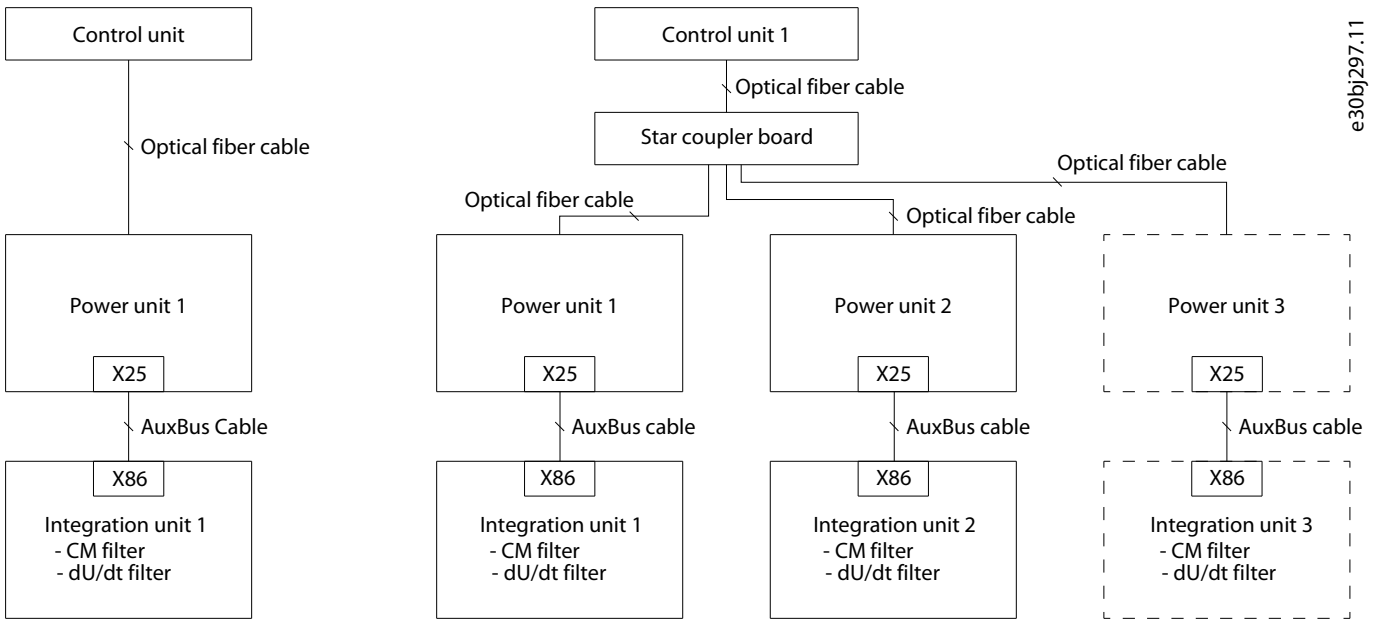 Control unit
Optical fiber cable
Power unit 1
X25
AuxBus Cable
X86
Integration unit 1
- CM filter
- dU/dt filter
Control unit 1
Optical fiber cable
Star coupler board
Optical fiber cable
Optical fiber cable
Optical fiber cable
Power unit 1
X25
AuxBus cable
X86
Integration unit 1
- CM filter
- dU/dt filter
Power unit 2
X25
AuxBus cable
X86
Integration unit 2
- CM filter
- dU/dt filter
Power unit 3
X25
AuxBus cable
X86
Integration unit 3
- CM filter
- dU/dt filter
e30bj297.11